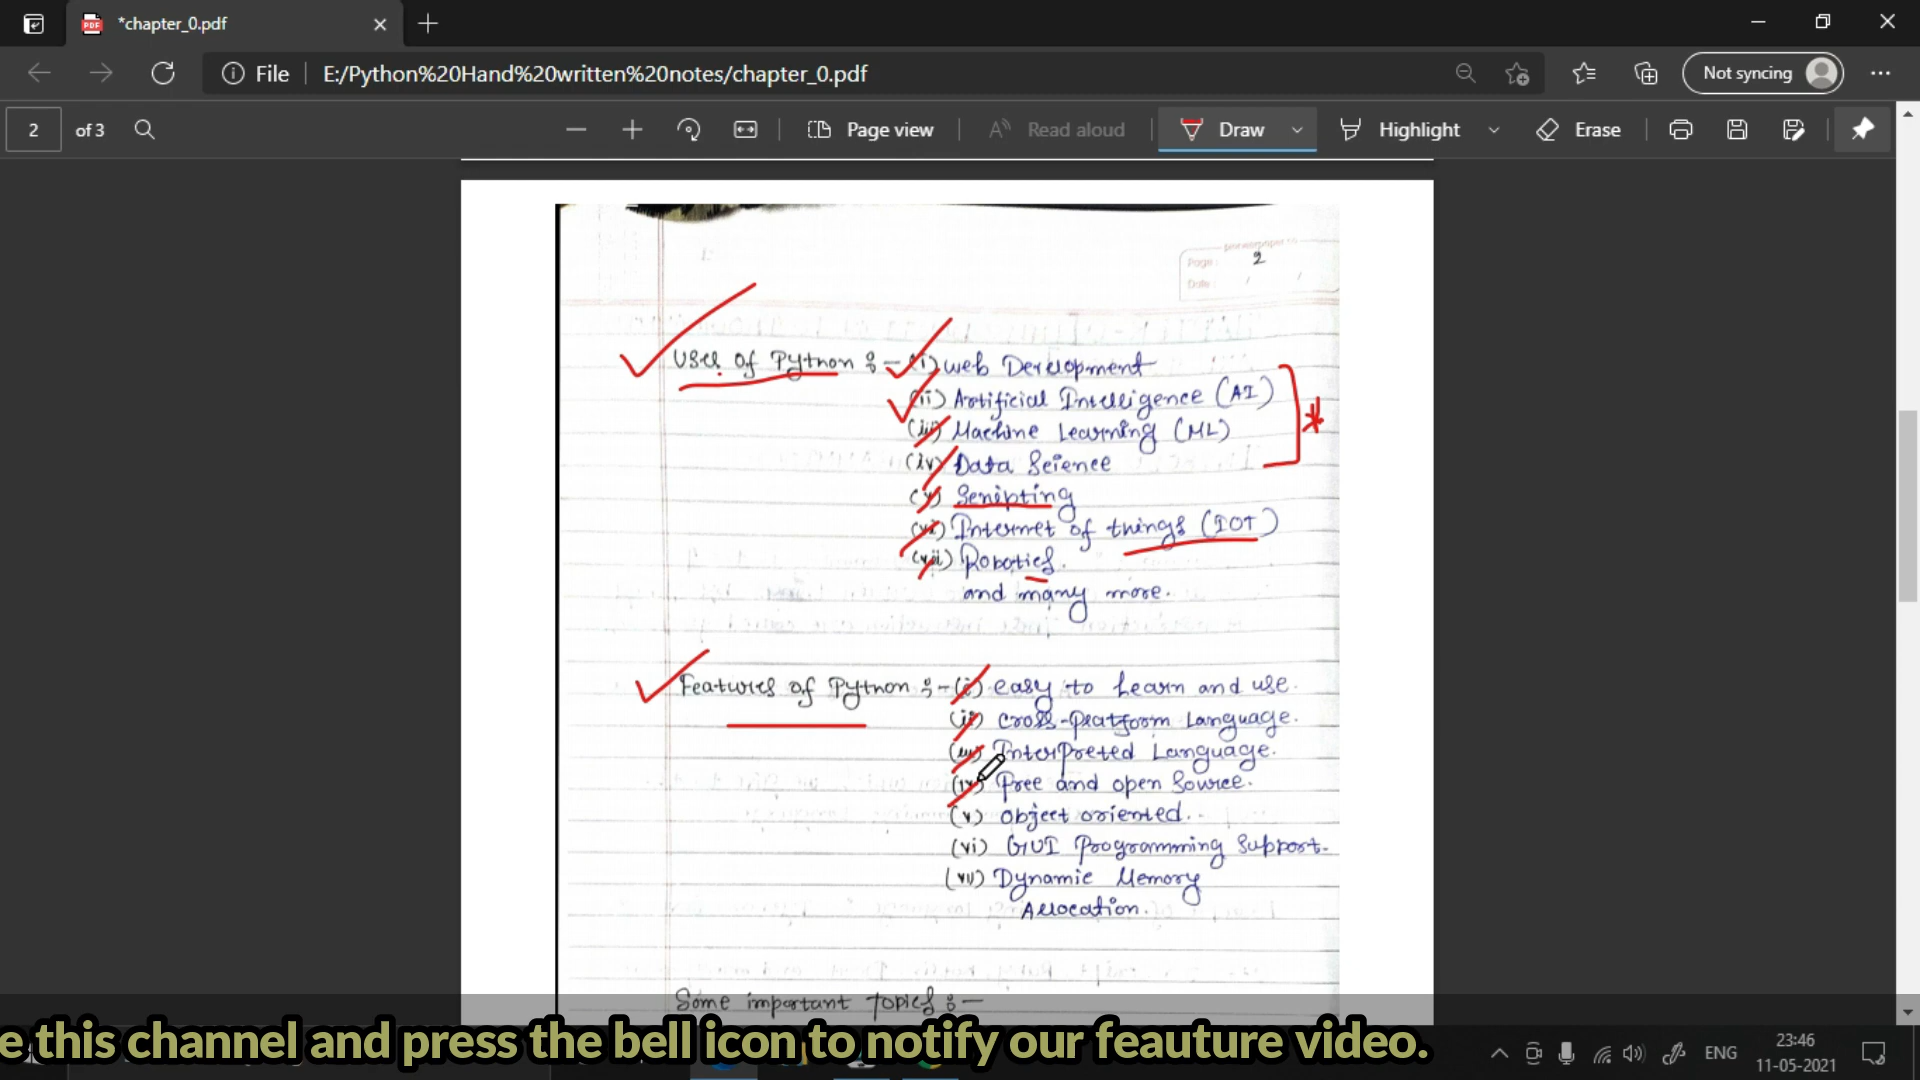 *chapter_0.pdf
File
E:/Python%20Hand%20written%20notes/chapter_0.pdf
Not syncing
2 of 3
Page view
Read aloud
Draw
Highlight
Erase
Page: 2
Date: / /
Uses of Python :- (i) web Development
(ii) Artificial Intelligence (AI)
(iii) Machine Learning (ML)
(iv) Data Science
(v) Scripting
(vi) Internet of things (IOT)
(vii) Robotics.
and many more.
Features of Python :- (i) easy to Learn and use.
(ii) Cross-Platform Language.
(iii) Interpreted Language.
(iv) Free and open Source.
(v) Object oriented.
(vi) GUI Programming Support.
(vii) Dynamic Memory
Allocation.
Some important Topics :-
e this channel and press the bell icon to notify our feauture video.
ENG
23:46
11-05-2021